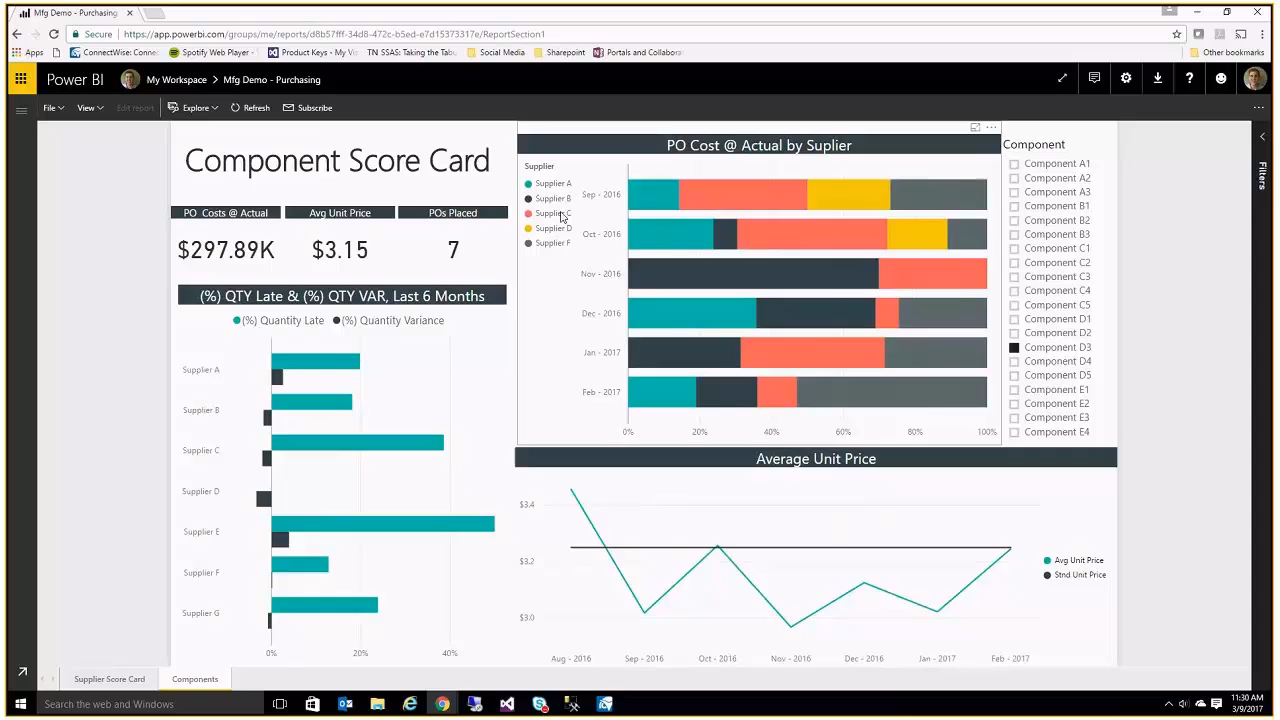 Mfg Demo - Purchasing
Secure https://app.powerbi.com/groups/me/reports/d8b57fff-34d8-472c-b5ed-e7d15373317e/ReportSection1
Apps ConnectWise: Connec Spotify Web Player - Product Keys - My Vi TN SSAS: Taking the Tak Social Media Sharepoint Portals and Collabora Other bookmarks
Power BI My Workspace > Mfg Demo - Purchasing
File View Edit report Explore Refresh Subscribe
Filters
Component Score Card
PO Costs @ Actual
$297.89K
Avg Unit Price
$3.15
POs Placed
7
(%) QTY Late & (%) QTY VAR, Last 6 Months
(%) Quantity Late (%) Quantity Variance
Supplier A
Supplier B
Supplier C
Supplier D
Supplier E
Supplier F
Supplier G
0% 20% 40%
PO Cost @ Actual by Suplier
Supplier
Supplier A
Supplier B
Supplier C
Supplier D
Supplier F
Sep - 2016
Oct - 2016
Nov - 2016
Dec - 2016
Jan - 2017
Feb - 2017
0% 20% 40% 60% 80% 100%
Component
Component A1
Component A2
Component A3
Component B1
Component B2
Component B3
Component C1
Component C2
Component C3
Component C4
Component C5
Component D1
Component D2
Component D3
Component D4
Component D5
Component E1
Component E2
Component E3
Component E4
Average Unit Price
$3.4
$3.2
$3.0
Aug - 2016 Sep - 2016 Oct - 2016 Nov - 2016 Dec - 2016 Jan - 2017 Feb - 2017
Avg Unit Price
Stnd Unit Price
Supplier Score Card Components
Search the web and Windows
11:30 AM
3/9/2017